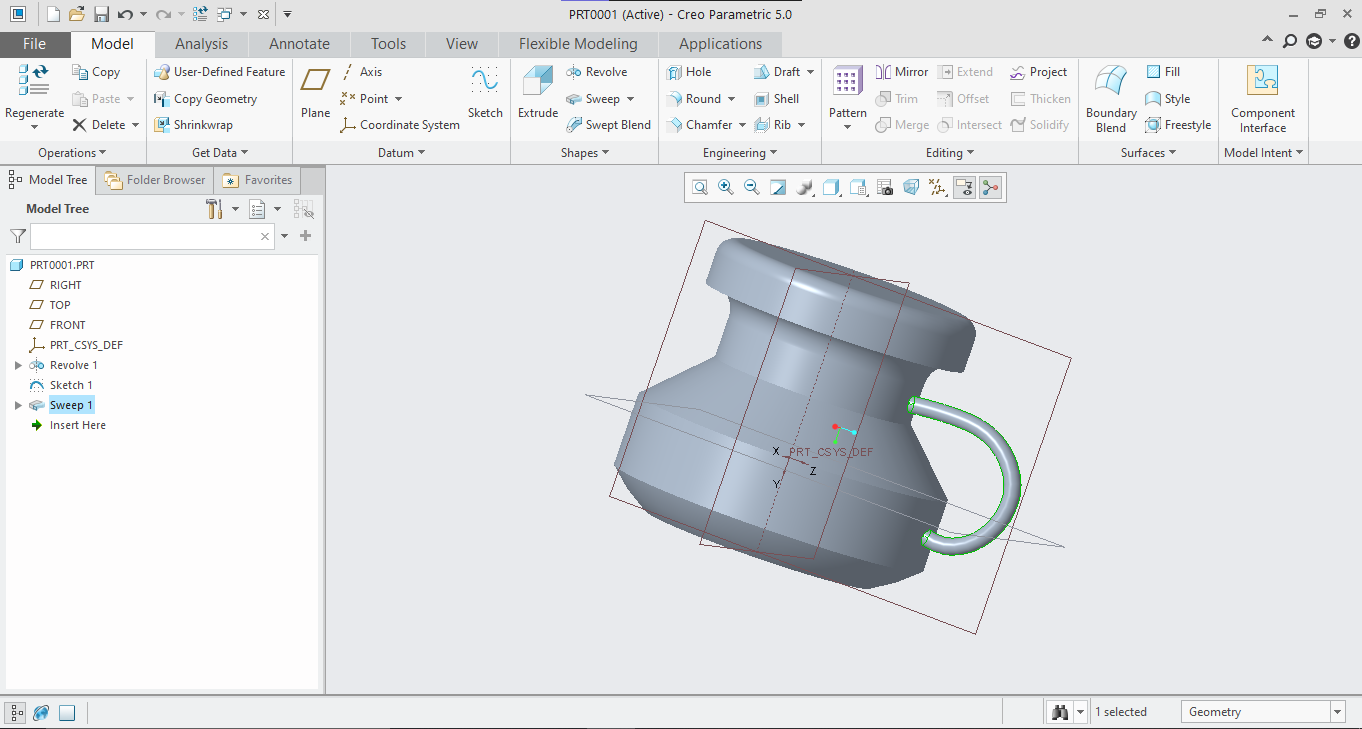 PRT0001 (Active) - Creo Parametric 5.0
File Model Analysis Annotate Tools View Flexible Modeling Applications
Regenerate
Copy
Paste
Delete
Operations
User-Defined Feature
Copy Geometry
Shrinkwrap
Get Data
Plane
Axis
Point
Coordinate System
Sketch
Datum
Extrude
Revolve
Sweep
Swept Blend
Shapes
Hole
Round
Chamfer
Draft
Shell
Rib
Engineering
Pattern
Mirror
Trim
Merge
Extend
Offset
Intersect
Project
Thicken
Solidify
Editing
Boundary
Blend
Fill
Style
Freestyle
Surfaces
Component
Interface
Model Intent
Model Tree Folder Browser Favorites
Model Tree
PRT0001.PRT
RIGHT
TOP
FRONT
PRT_CSYS_DEF
Revolve 1
Sketch 1
Sweep 1
Insert Here
X PRT_CSYS_DEF
Z
Y
1 selected
Geometry